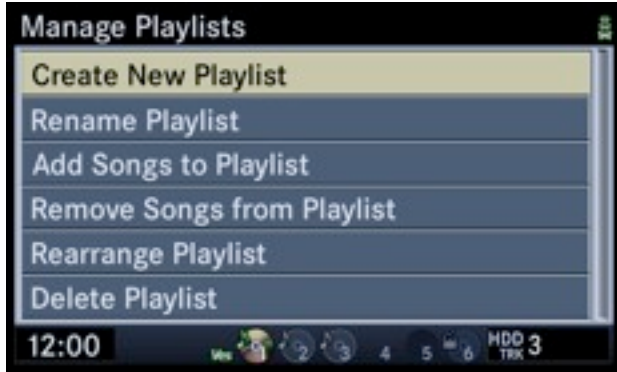 Manage Playlists
Create New Playlist
Rename Playlist
Add Songs to Playlist
Remove Songs from Playlist
Rearrange Playlist
Delete Playlist
12:00 1 2 3 4 5 6 HDD TRK 3